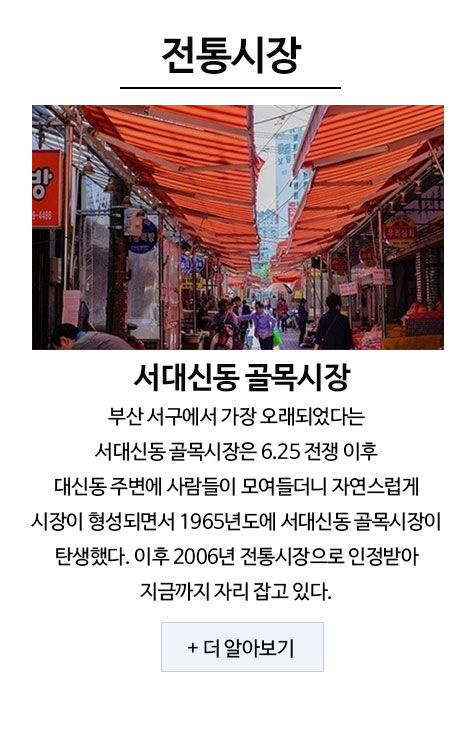 전통시장
방
9-4488
우리상회
서대신동 골목시장
부산 서구에서 가장 오래되었다는
서대신동 골목시장은 6.25 전쟁 이후
대신동 주변에 사람들이 모여들더니 자연스럽게
시장이 형성되면서 1965년도에 서대신동 골목시장이
탄생했다. 이후 2006년 전통시장으로 인정받아
지금까지 자리 잡고 있다.
+ 더 알아보기